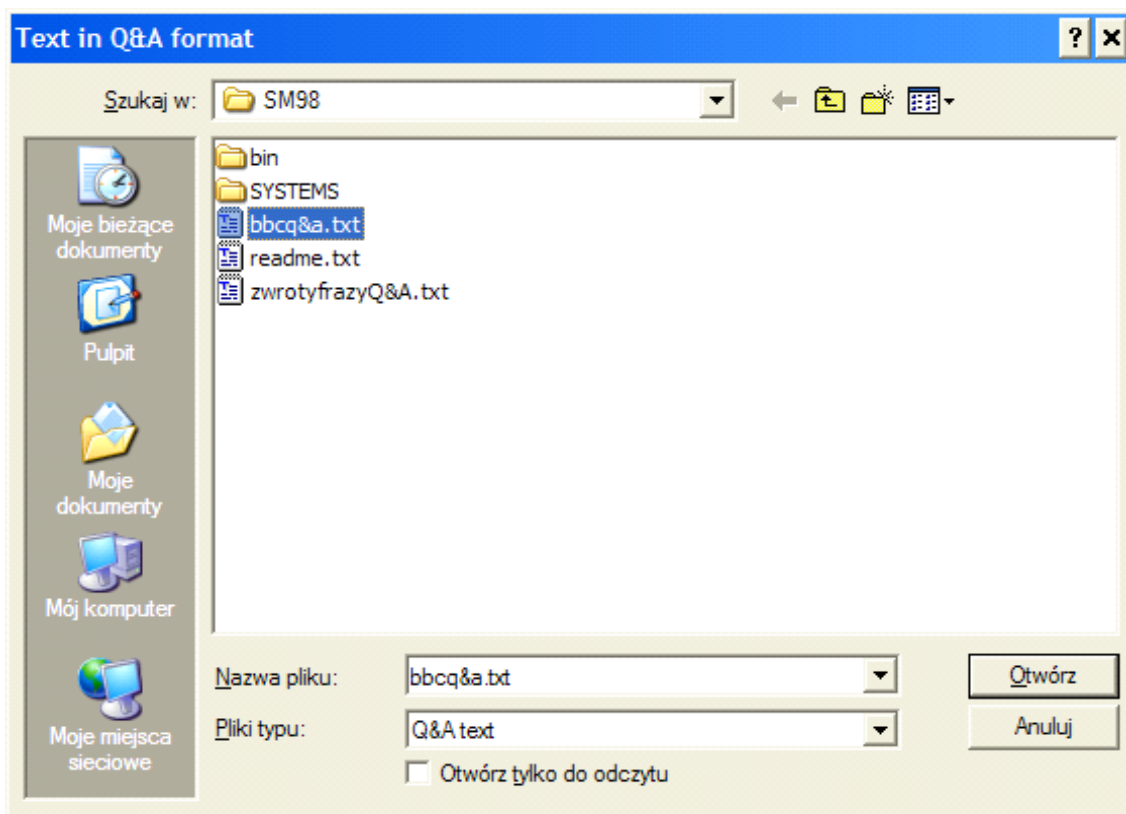 Text in Q&A format
Szukaj w: SM98
bin
SYSTEMS
bbcq&a.txt
readme.txt
zwrotyfrazyQ&A.txt
Moje bieżące
dokumenty
Pulpit
Moje
dokumenty
Mój komputer
Moje miejsca
sieciowe
Nazwa pliku: bbcq&a.txt Otwórz
Pliki typu: Q&A text Anuluj
Otwórz tylko do odczytu